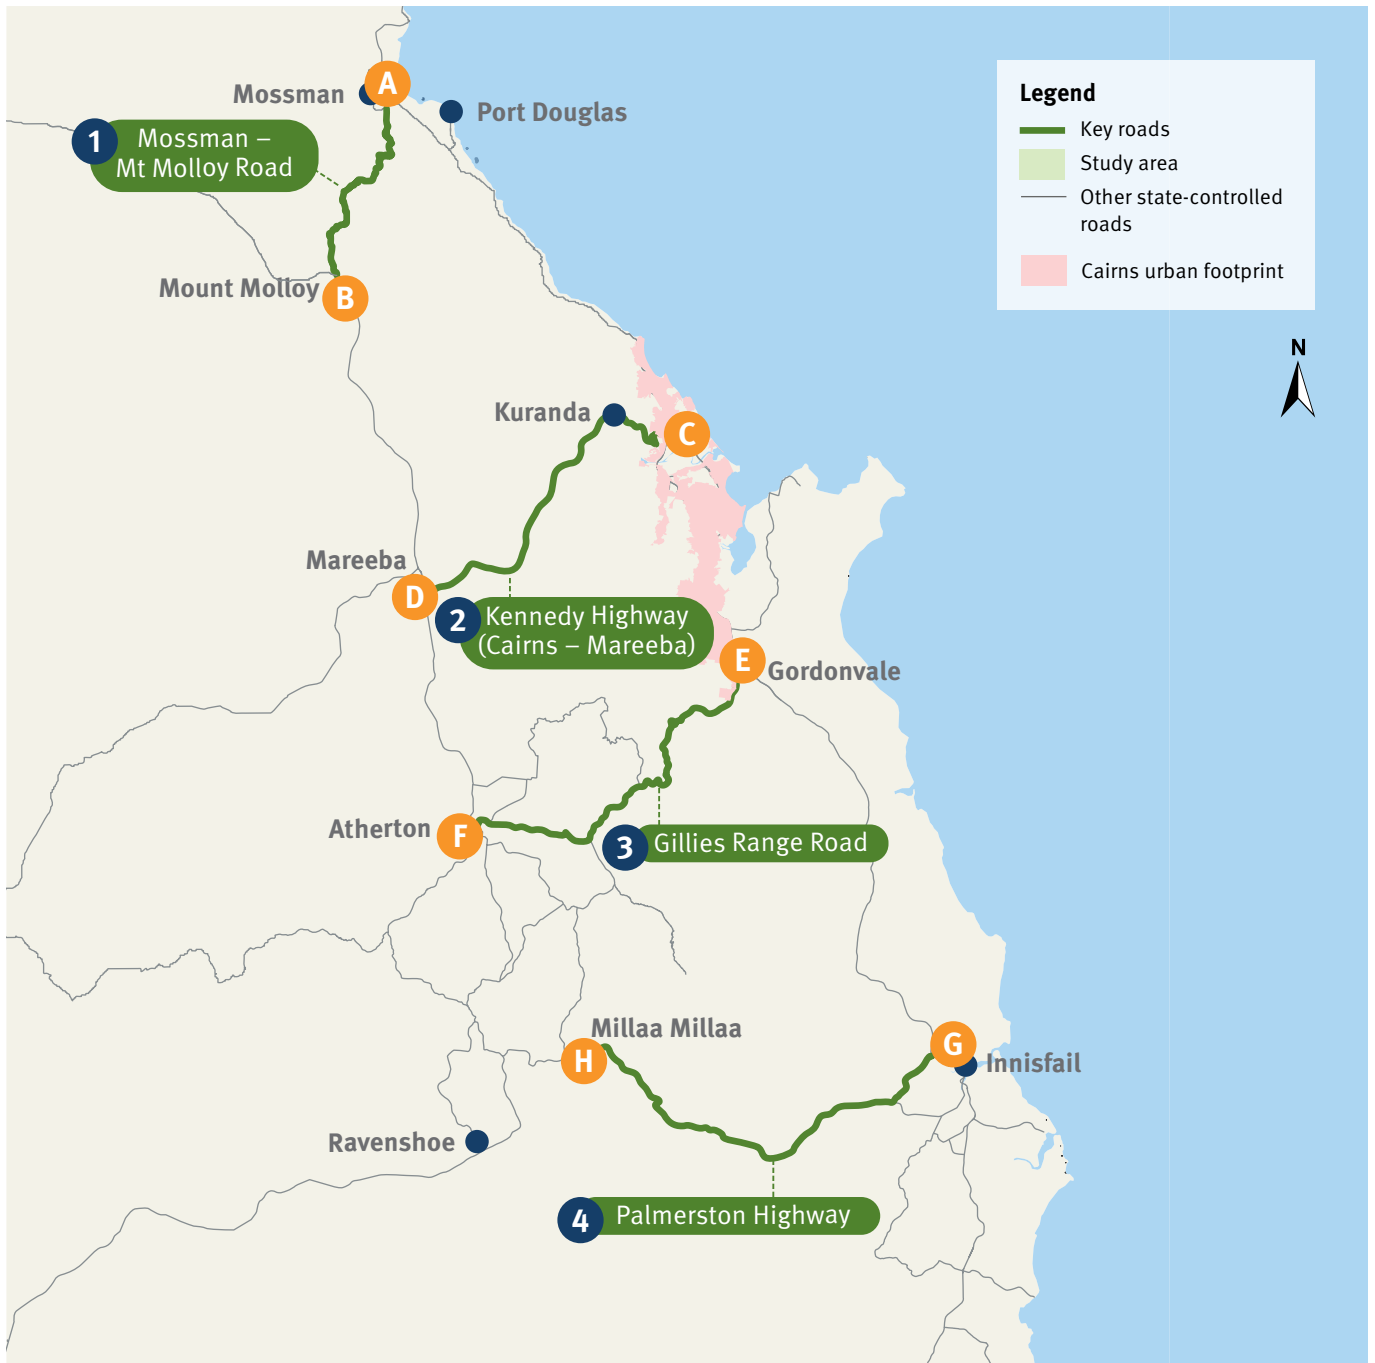 A
Mossman
Port Douglas
1
Mossman –
Mt Molloy Road
Mount Molloy
B
Legend
Key roads
Study area
Other state-controlled
roads
Cairns urban footprint
N
Kuranda
C
Mareeba
D
2
Kennedy Highway
(Cairns – Mareeba)
E
Gordonvale
Atherton
F
3
Gillies Range Road
Millaa Millaa
H
G
Innisfail
Ravenshoe
4
Palmerston Highway